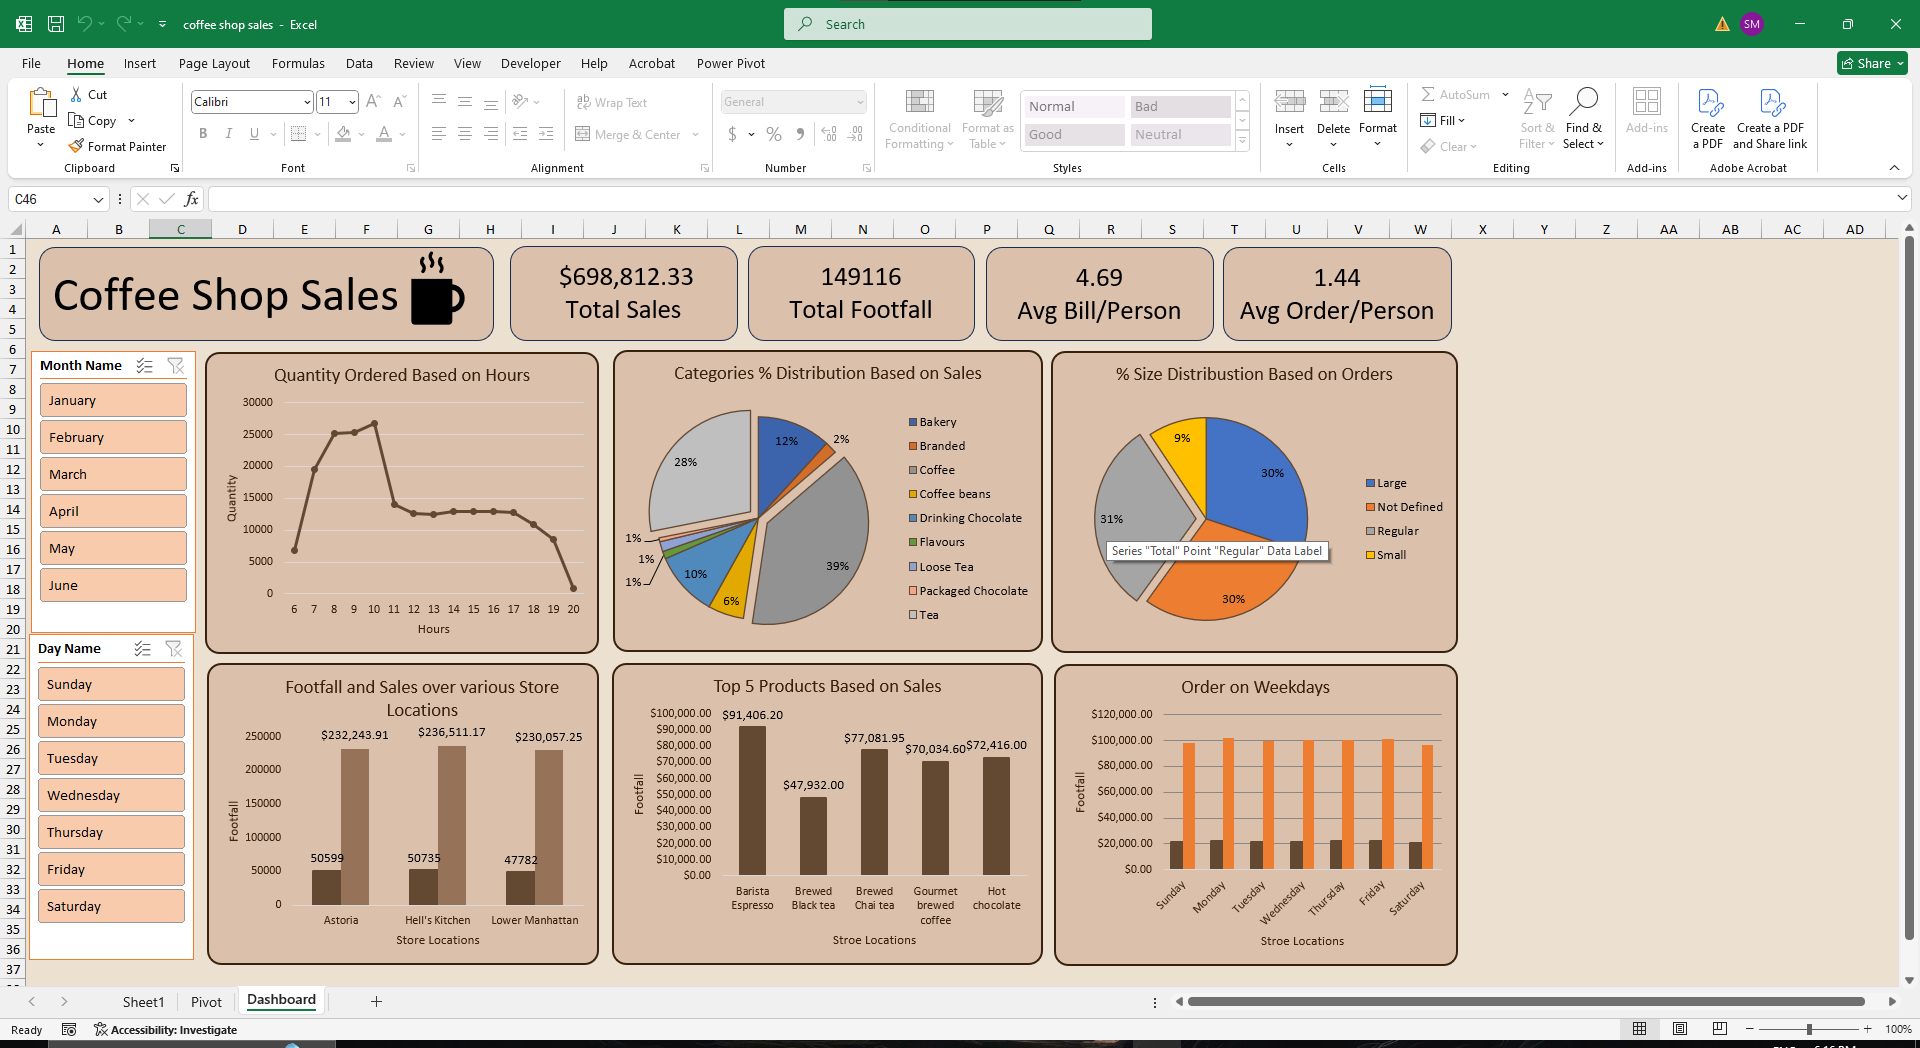 coffee shop sales - Excel
Search
SM
File Home Insert Page Layout Formulas Data Review View Developer Help Acrobat Power Pivot
Share
Paste
Cut
Copy
Format Painter
Clipboard
Calibri 11
B I U
Font
Wrap Text
Merge & Center
Alignment
General
$ % ,
Number
Conditional Formatting
Format as Table
Normal Bad
Good Neutral
Styles
Insert Delete Format
Cells
AutoSum
Fill
Clear
Sort & Filter
Find & Select
Editing
Add-ins
Add-ins
Create a PDF
Create a PDF and Share link
Adobe Acrobat
C46
fx
A B C D E F G H I J K L M N O P Q R S T U V W X Y Z AA AB AC AD
1
2
3
4
5
6
7
8
9
10
11
12
13
14
15
16
17
18
19
20
21
22
23
24
25
26
27
28
29
30
31
32
33
34
35
36
37
Coffee Shop Sales
$698,812.33
Total Sales
149116
Total Footfall
4.69
Avg Bill/Person
1.44
Avg Order/Person
Month Name
January
February
March
April
May
June
Day Name
Sunday
Monday
Tuesday
Wednesday
Thursday
Friday
Saturday
Quantity Ordered Based on Hours
30000
25000
20000
15000
10000
5000
0
Quantity
6 7 8 9 10 11 12 13 14 15 16 17 18 19 20
Hours
Categories % Distribution Based on Sales
12%
2%
28%
39%
1%
1%
1%
10%
6%
Bakery
Branded
Coffee
Coffee beans
Drinking Chocolate
Flavours
Loose Tea
Packaged Chocolate
Tea
% Size Distribustion Based on Orders
9%
30%
31%
30%
Series "Total" Point "Regular" Data Label
Large
Not Defined
Regular
Small
Footfall and Sales over various Store
Locations
250000
200000
150000
100000
50000
0
Footfall
$232,243.91 $236,511.17 $230,057.25
50599 50735 47782
Astoria Hell's Kitchen Lower Manhattan
Store Locations
Top 5 Products Based on Sales
$100,000.00
$90,000.00
$80,000.00
$70,000.00
$60,000.00
$50,000.00
$40,000.00
$30,000.00
$20,000.00
$10,000.00
$0.00
Footfall
$91,406.20
$47,932.00
$77,081.95
$70,034.60
$72,416.00
Barista Espresso
Brewed Black tea
Brewed Chai tea
Gourmet brewed coffee
Hot chocolate
Stroe Locations
Order on Weekdays
$120,000.00
$100,000.00
$80,000.00
$60,000.00
$40,000.00
$20,000.00
$0.00
Footfall
Sunday Monday Tuesday Wednesday Thursday Friday Saturday
Stroe Locations
Sheet1 Pivot Dashboard
Ready
Accessibility: Investigate
100%